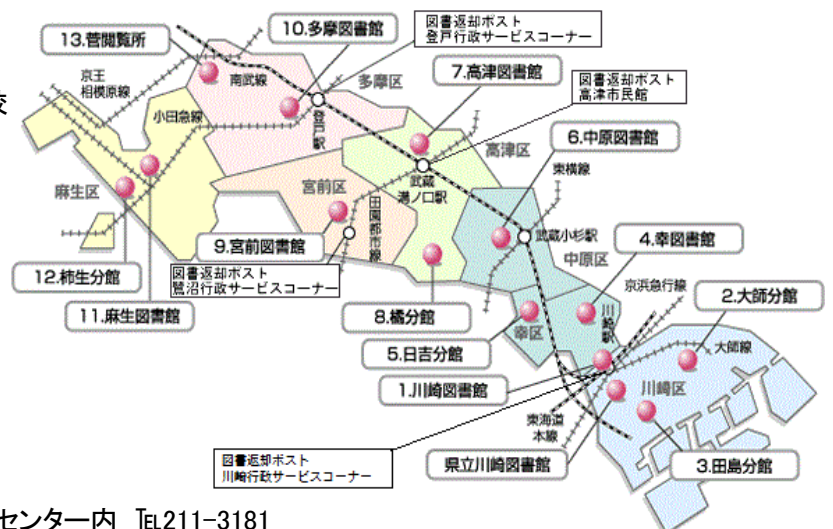 図書返却ポスト
登戸行政サービスコーナー
10.多摩図書館
13.菅閲覧所
多摩区
南武線
7.高津図書館
図書返却ポスト
高津市民館
京王
相模原線
校
小田急線
登戸駅
6.中原図書館
高津区
東横線
武蔵
溝ノ口駅
宮前区
麻生区
田園都市線
武蔵小杉駅
4.幸図書館
中原区
9.宮前図書館
12.柿生分館
図書返却ポスト
鷺沼行政サービスコーナー
京浜急行線
2.大師分館
11.麻生図書館
8.橘分館
幸区
川崎駅
大師線
5.日吉分館
1.川崎図書館
川崎区
東海道
本線
図書返却ポスト
川崎行政サービスコーナー
県立川崎図書館
3.田島分館
センター内 ℡211-3181